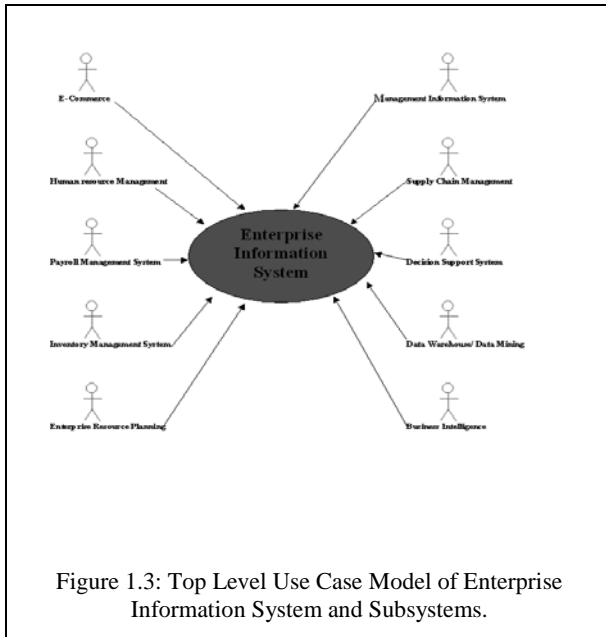 E-Commerce
Management Information System
Human resource Management
Supply Chain Management
Enterprise
Information
System
Payroll Management System
Decision Support System
Inventory Management System
Data Warehouse/ Data Mining
Enterprise Resource Planning
Business Intelligence
Figure 1.3: Top Level Use Case Model of Enterprise
Information System and Subsystems.